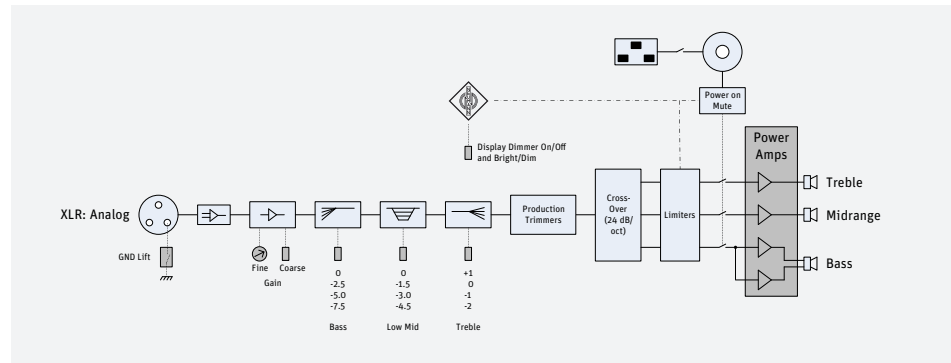 Power on
Mute
Display Dimmer On/Off
and Bright/Dim
Power
Amps
XLR: Analog
GND Lift
Fine
Coarse
Gain
0
-2.5
-5.0
-7.5
Bass
0
-1.5
-3.0
-4.5
Low Mid
+1
0
-1
-2
Treble
Production
Trimmers
Cross-
Over
(24 dB/
oct)
Limiters
Treble
Midrange
Bass